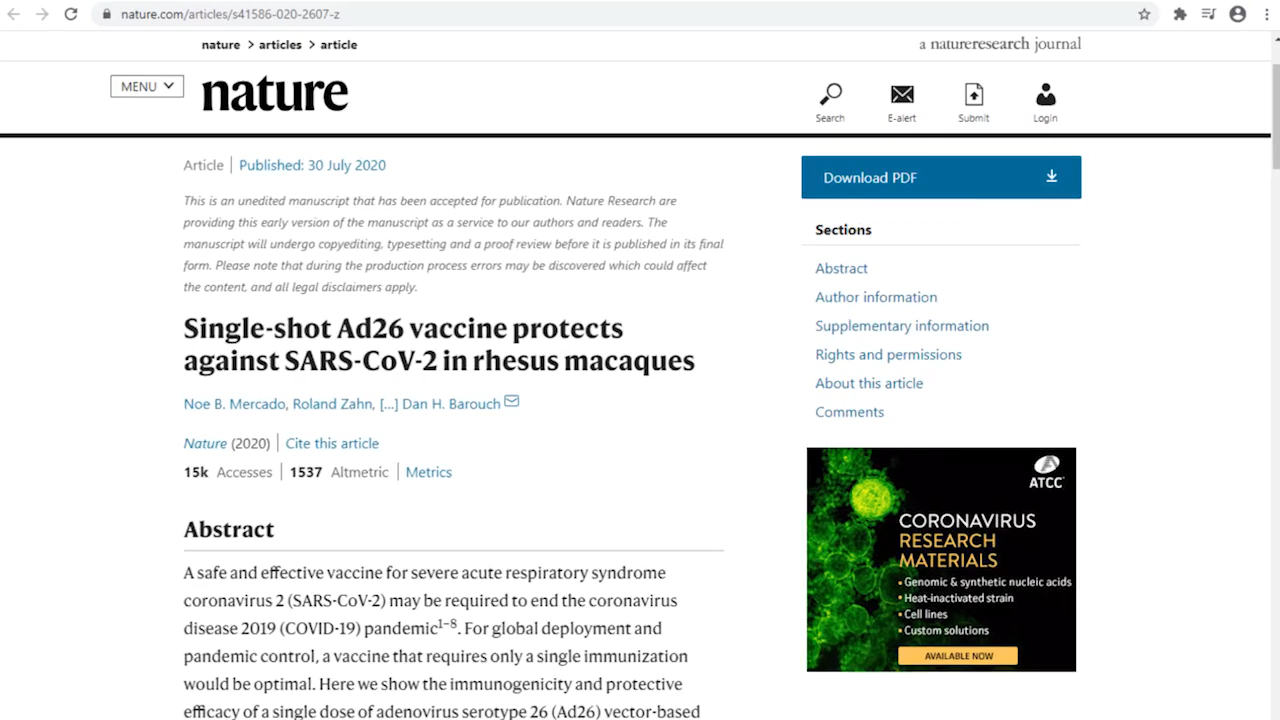 nature.com/articles/s41586-020-2607-z
nature > articles > article
a natureresearch journal
MENU
nature
Search
E-alert
Submit
Login
Article | Published: 30 July 2020
This is an unedited manuscript that has been accepted for publication. Nature Research are
providing this early version of the manuscript as a service to our authors and readers. The
manuscript will undergo copyediting, typesetting and a proof review before it is published in its final
form. Please note that during the production process errors may be discovered which could affect
the content, and all legal disclaimers apply.
Single-shot Ad26 vaccine protects
against SARS-CoV-2 in rhesus macaques
Noe B. Mercado, Roland Zahn, [...] Dan H. Barouch
Nature (2020) | Cite this article
15k Accesses | 1537 Altmetric | Metrics
Abstract
A safe and effective vaccine for severe acute respiratory syndrome
coronavirus 2 (SARS-CoV-2) may be required to end the coronavirus
disease 2019 (COVID-19) pandemic1–8. For global deployment and
pandemic control, a vaccine that requires only a single immunization
would be optimal. Here we show the immunogenicity and protective
efficacy of a single dose of adenovirus serotype 26 (Ad26) vector-based
Download PDF
Sections
Abstract
Author information
Supplementary information
Rights and permissions
About this article
Comments
ATCC
CORONAVIRUS
RESEARCH
MATERIALS
• Genomic & synthetic nucleic acids
• Heat-inactivated strain
• Cell lines
• Custom solutions
AVAILABLE NOW